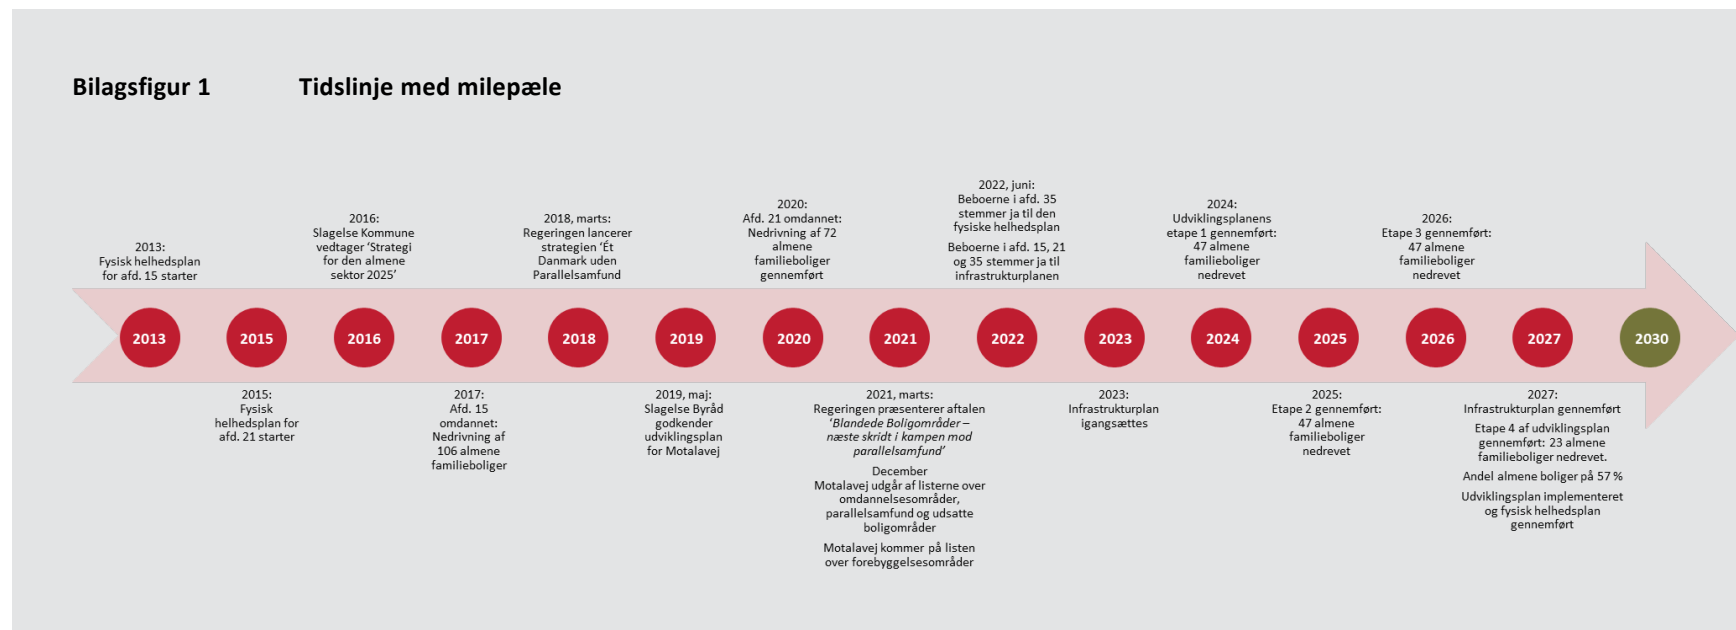 Bilagsfigur 1 Tidslinje med milepæle
2013:
Fysisk helhedsplan
for afd. 15 starter
2016:
Slagelse Kommune
vedtager ‘Strategi
for den almene
sektor 2025’
2018, marts:
Regeringen lancerer
strategien ‘Ét
Danmark uden
Parallelsamfund
2020:
Afd. 21 omdannet:
Nedrivning af 72
almene
familieboliger
gennemført
2022, juni:
Beboerne i afd. 35
stemmer ja til den
fysiske helhedsplan
Beboerne i afd. 15, 21
og 35 stemmer ja til
infrastrukturplanen
2024:
Udviklingsplanens
etape 1 gennemført:
47 almene
familieboliger
nedrevet
2026:
Etape 3 gennemført:
47 almene
familieboliger
nedrevet
2013 2015 2016 2017 2018 2019 2020 2021 2022 2023 2024 2025 2026 2027 2030
2015:
Fysisk
helhedsplan for
afd. 21 starter
2017:
Afd. 15
omdannet:
Nedrivning af
106 almene
familieboliger
2019, maj:
Slagelse Byråd
godkender
udviklingsplan
for Motalavej
2021, marts:
Regeringen præsenterer aftalen
‘Blandede Boligområder –
næste skridt i kampen mod
parallelsamfund’
December
Motalavej udgår af listerne over
omdannelsesområder,
parallelsamfund og udsatte
boligområder
Motalavej kommer på listen
over forebyggelsesområder
2023:
Infrastrukturplan
igangsættes
2025:
Etape 2 gennemført:
47 almene
familieboliger
nedrevet
2027:
Infrastrukturplan gennemført
Etape 4 af udviklingsplan
gennemført: 23 almene
familieboliger nedrevet.
Andel almene boliger på 57 %
Udviklingsplan implementeret
og fysisk helhedsplan
gennemført